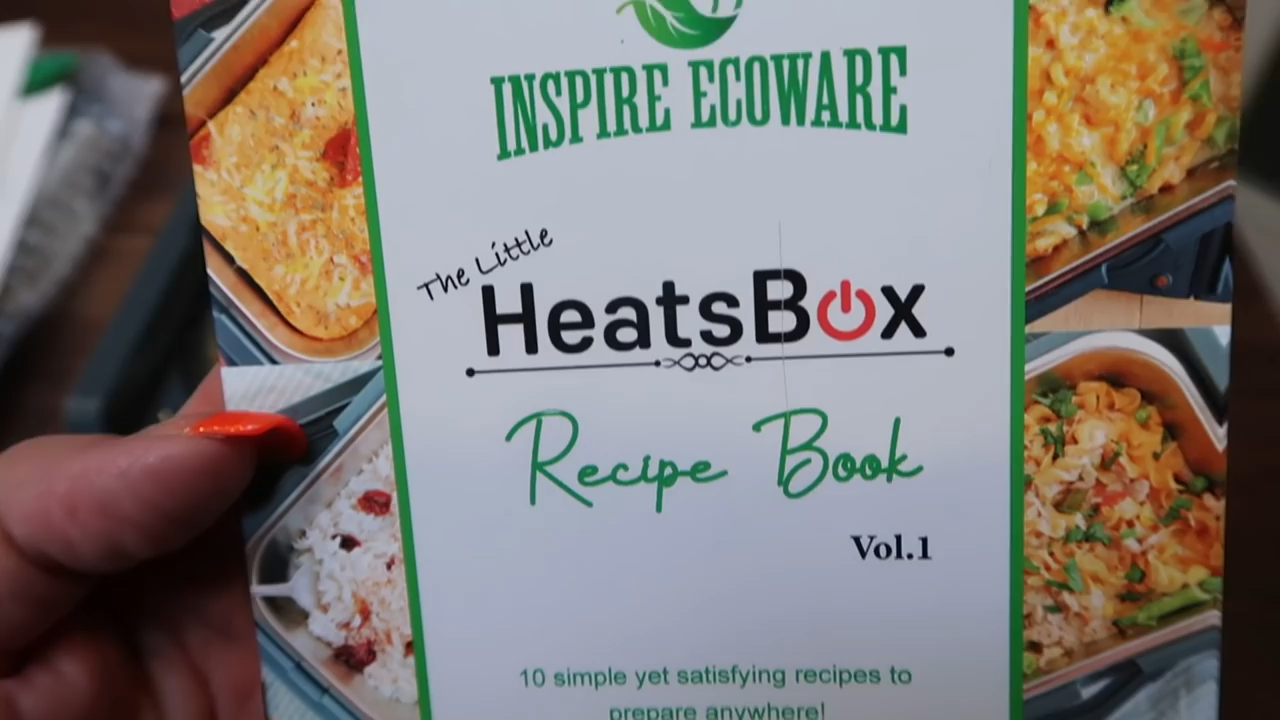 INSPIRE ECOWARE
The Little
HeatsBox
Recipe Book
Vol.1
10 simple yet satisfying recipes to
prepare anywhere!